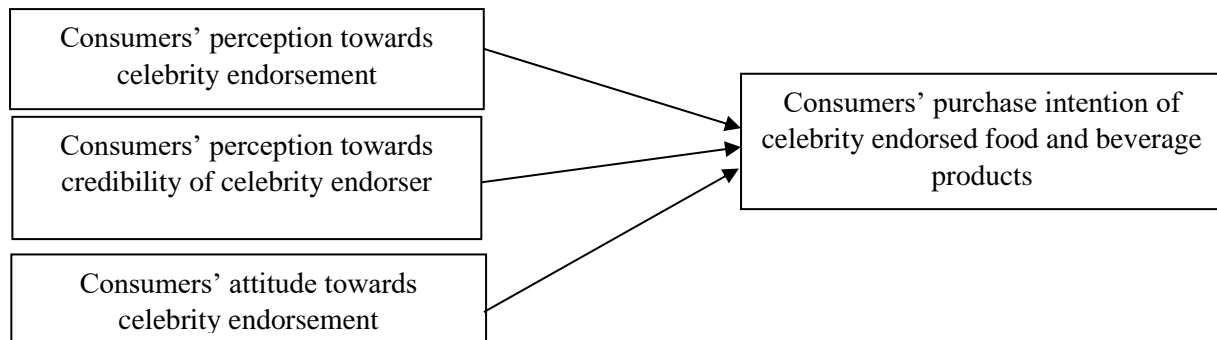 Consumers’ perception towards
celebrity endorsement
Consumers’ perception towards
credibility of celebrity endorser
Consumers’ attitude towards
celebrity endorsement
Consumers’ purchase intention of
celebrity endorsed food and beverage
products